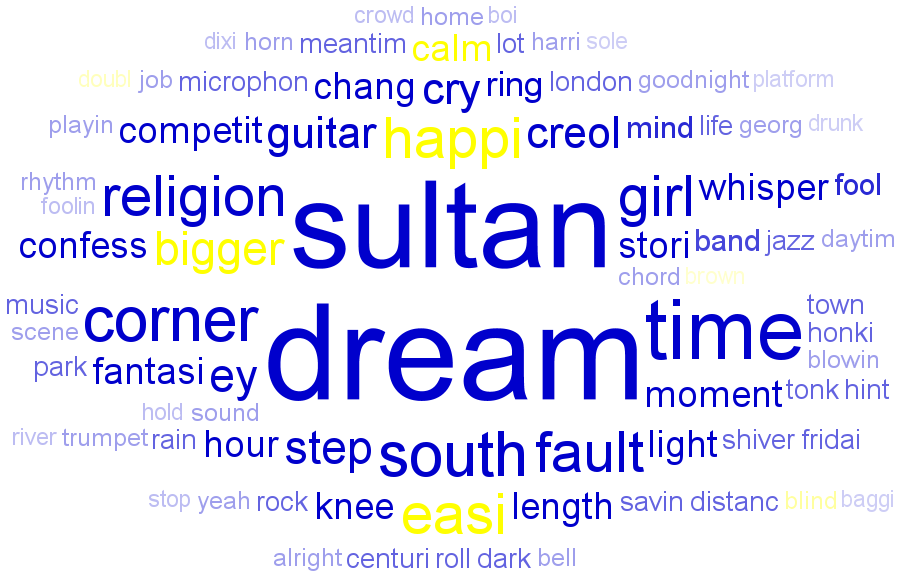 crowd home boi
dixi horn meantim calm lot harri sole
doubl job microphon chang cry ring london goodnight platform
playin competit guitar happi creol mind life georg drunk
rhythm religion sultan girl whisper fool
foolin
confess bigger stori band jazz daytim
chord brown
music corner dream time town
scene honki
park fantasi ey blowin
moment tonk hint
hold sound
river trumpet rain hour step south fault light shiver fridai
stop yeah rock knee easi length savin distanc blind baggi
alright centuri roll dark bell